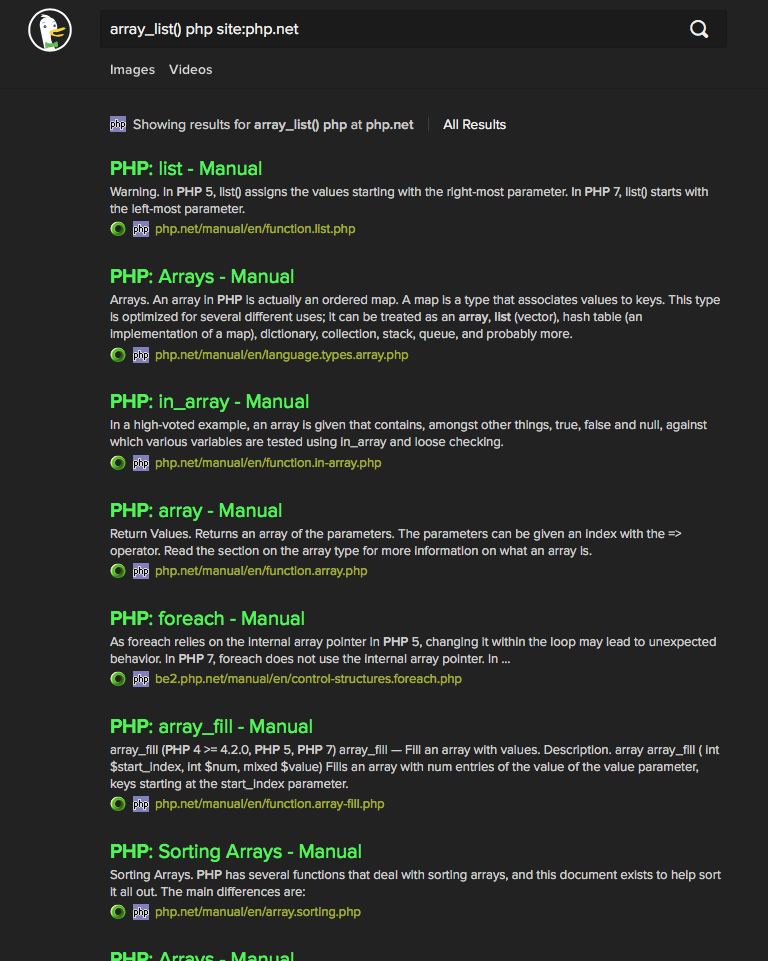 array_list() php site:php.net
Images Videos
php Showing results for array_list() php at php.net All Results
PHP: list - Manual
Warning. In PHP 5, list() assigns the values starting with the right-most parameter. In PHP 7, list() starts with
the left-most parameter.
php php.net/manual/en/function.list.php
PHP: Arrays - Manual
Arrays. An array in PHP is actually an ordered map. A map is a type that associates values to keys. This type
is optimized for several different uses; it can be treated as an array, list (vector), hash table (an
implementation of a map), dictionary, collection, stack, queue, and probably more.
php php.net/manual/en/language.types.array.php
PHP: in_array - Manual
In a high-voted example, an array is given that contains, amongst other things, true, false and null, against
which various variables are tested using in_array and loose checking.
php php.net/manual/en/function.in-array.php
PHP: array - Manual
Return Values. Returns an array of the parameters. The parameters can be given an index with the =>
operator. Read the section on the array type for more information on what an array is.
php php.net/manual/en/function.array.php
PHP: foreach - Manual
As foreach relies on the internal array pointer in PHP 5, changing it within the loop may lead to unexpected
behavior. In PHP 7, foreach does not use the internal array pointer. In ...
php be2.php.net/manual/en/control-structures.foreach.php
PHP: array_fill - Manual
array_fill (PHP 4 >= 4.2.0, PHP 5, PHP 7) array_fill — Fill an array with values. Description. array array_fill ( int
$start_index, int $num, mixed $value) Fills an array with num entries of the value of the value parameter,
keys starting at the start_index parameter.
php php.net/manual/en/function.array-fill.php
PHP: Sorting Arrays - Manual
Sorting Arrays. PHP has several functions that deal with sorting arrays, and this document exists to help sort
it all out. The main differences are:
php php.net/manual/en/array.sorting.php
PHP: Arrays - Manual